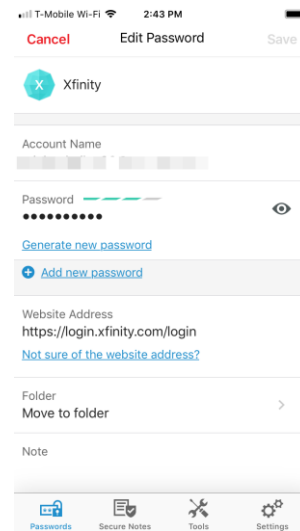 T-Mobile Wi-Fi 2:43 PM
Cancel Edit Password Save
X Xfinity
Account Name
Password
••••••••••
Generate new password
Add new password
Website Address
https://login.xfinity.com/login
Not sure of the website address?
Folder
Move to folder
Note
Passwords Secure Notes Tools Settings